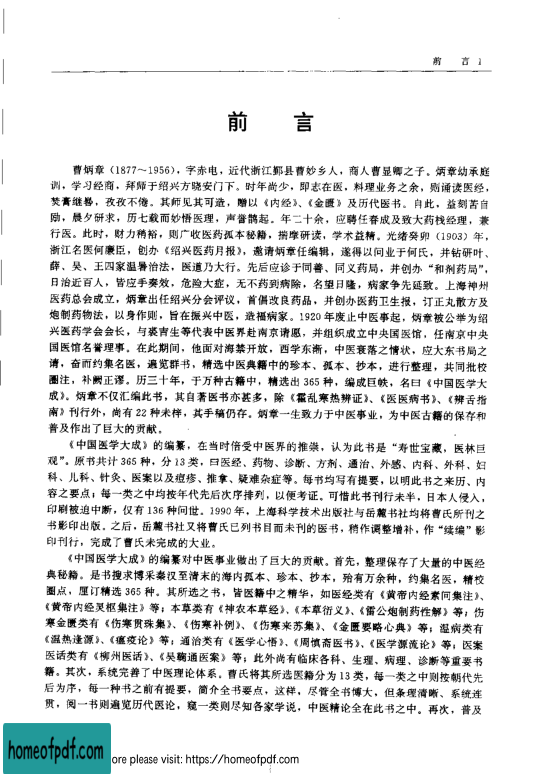 前　言 1
前　言
曹炳章（1877～1956），字赤电，近代浙江鄞县曹妙乡人，商人曹显卿之子。炳章幼承庭
训，学习经商，拜师于绍兴方晓安门下。时年尚少，即志在医，料理业务之余，则诵读医经，
焚膏继晷，孜孜不倦。其师见其可造，赠以《内经》、《金匮》及历代医书。自此，益刻苦自
励，晨夕研求，历七载而妙悟医理，声誉鹊起。年二十余，应聘任春成及致大药栈经理，兼
行医。此时，财力稍裕，则广收医药孤本秘籍，揣摩研读，学术益精。光绪癸卯（1903）年，
浙江名医何廉臣，创办《绍兴医药月报》，邀请炳章任编辑，遂得以问业于何氏，并钻研叶、
薛、吴、王四家温暑治法，医道乃大行。先后应诊于同善、同义药局，并创办“和剂药局”，
日治近百人，皆应手奏效，危险大症，无不药到病除，名望日隆，病家争先延致。上海神州
医药总会成立，炳章出任绍兴分会评议，首倡改良药品，并创办医药卫生报，订正丸散方及
炮制药物法，以身作则，旨在振兴中医，造福病家。1920年废止中医事起，炳章被公举为绍
兴医药学会会长，与裘吉生等代表中医界赴南京请愿，并组织成立中央国医馆，任南京中央
国医馆名誉理事。在此期间，他面对海禁开放，西学东渐，中医衰落之情状，应大东书局之
请，奋而约集名医，遍览群书，精选中医典籍中的珍本、孤本、抄本，进行整理，共同批校
圈注，补阙正谬。历三十年，于万种古籍中，精选出 365 种，编成巨帙，名曰《中国医学大
成》。炳章不仅汇编此书，其自著医书亦甚多，除《霍乱寒热辨证》、《医医病书》、《辨舌指
南》刊行外，尚有 22 种未梓，其手稿仍存。炳章一生致力于中医事业，为中医古籍的保存和
普及作出了巨大的贡献。
《中国医学大成》的编纂，在当时倍受中医界的推崇，认为此书是“寿世宝藏，医林巨
观”。原书共计 365 种，分 13 类，曰医经、药物、诊断、方剂、通治、外感、内科、外科、妇
科、儿科、针灸、医案以及痘疹、推拿、疑难杂症等。每书均写有提要，以明此书之来历、内
容之要点；每一类之中均按年代先后次序排列，以便考证。可惜此书刊行未半，日本人侵入，
印刷被迫中断，仅有 136 种问世。1990 年，上海科学技术出版社与岳麓书社均将曹氏所刊之
书影印出版。之后，岳麓书社又将曹氏已列书目而未刊的医书，稍作调整增补，作“续编”影
印刊行，完成了曹氏未完成的大业。
《中国医学大成》的编纂对中医事业做出了巨大的贡献。首先，整理保存了大量的中医经
典秘籍。是书搜求博采秦汉至清末的海内孤本、珍本、抄本，殆有万余种，约集名医，精校
圈点，厘订精选 365 种。其所选之书，皆医籍中之精华，如医经类有《黄帝内经素问集注》、
《黄帝内经灵枢集注》等；本草类有《神农本草经》、《本草衍义》、《雷公炮制药性解》等；伤
寒金匮类有《伤寒贯珠集》、《伤寒补例》、《伤寒来苏集》、《金匮要略心典》等；温病类有
《温热逢源》、《瘟疫论》等；通治类有《医学心悟》、《周慎斋医书》、《医学源流论》等；医案
医话类有《柳州医话》、《吴鞠通医案》等；此外尚有临床各科、生理、病理、诊断等重要书
籍。其次，系统完善了中医理论体系。曹氏将其所选医籍分为 13 类，每一类之中则按朝代先
后为序，每一种书之前有提要，简介全书要点，这样，尽管全书博大，但条理清晰、系统连
贯，阅一书则遍览历代医论，窥一类则尽知各家学说，中医精论全在此书之中。再次，普及
homeofpdf.com
ore please visit: https://homeofpdf.com